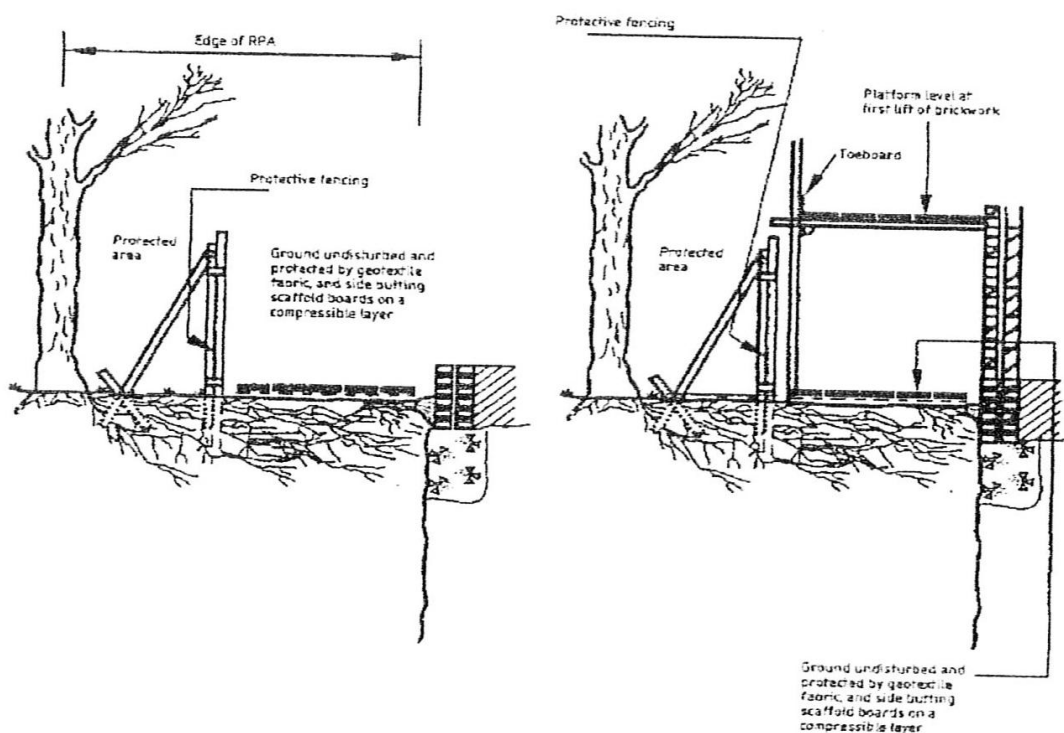 Edge of RPA
Protective fencing
Protected
area
Ground undisturbed and
protected by geotextile
fabric, and side butting
scaffold boards on a
compressible layer
Protective fencing
Platform level at
first lift of brickwork
Toeboard
Protected
area
Ground undisturbed and
protected by geotextile
fabric, and side butting
scaffold boards on a
compressible layer